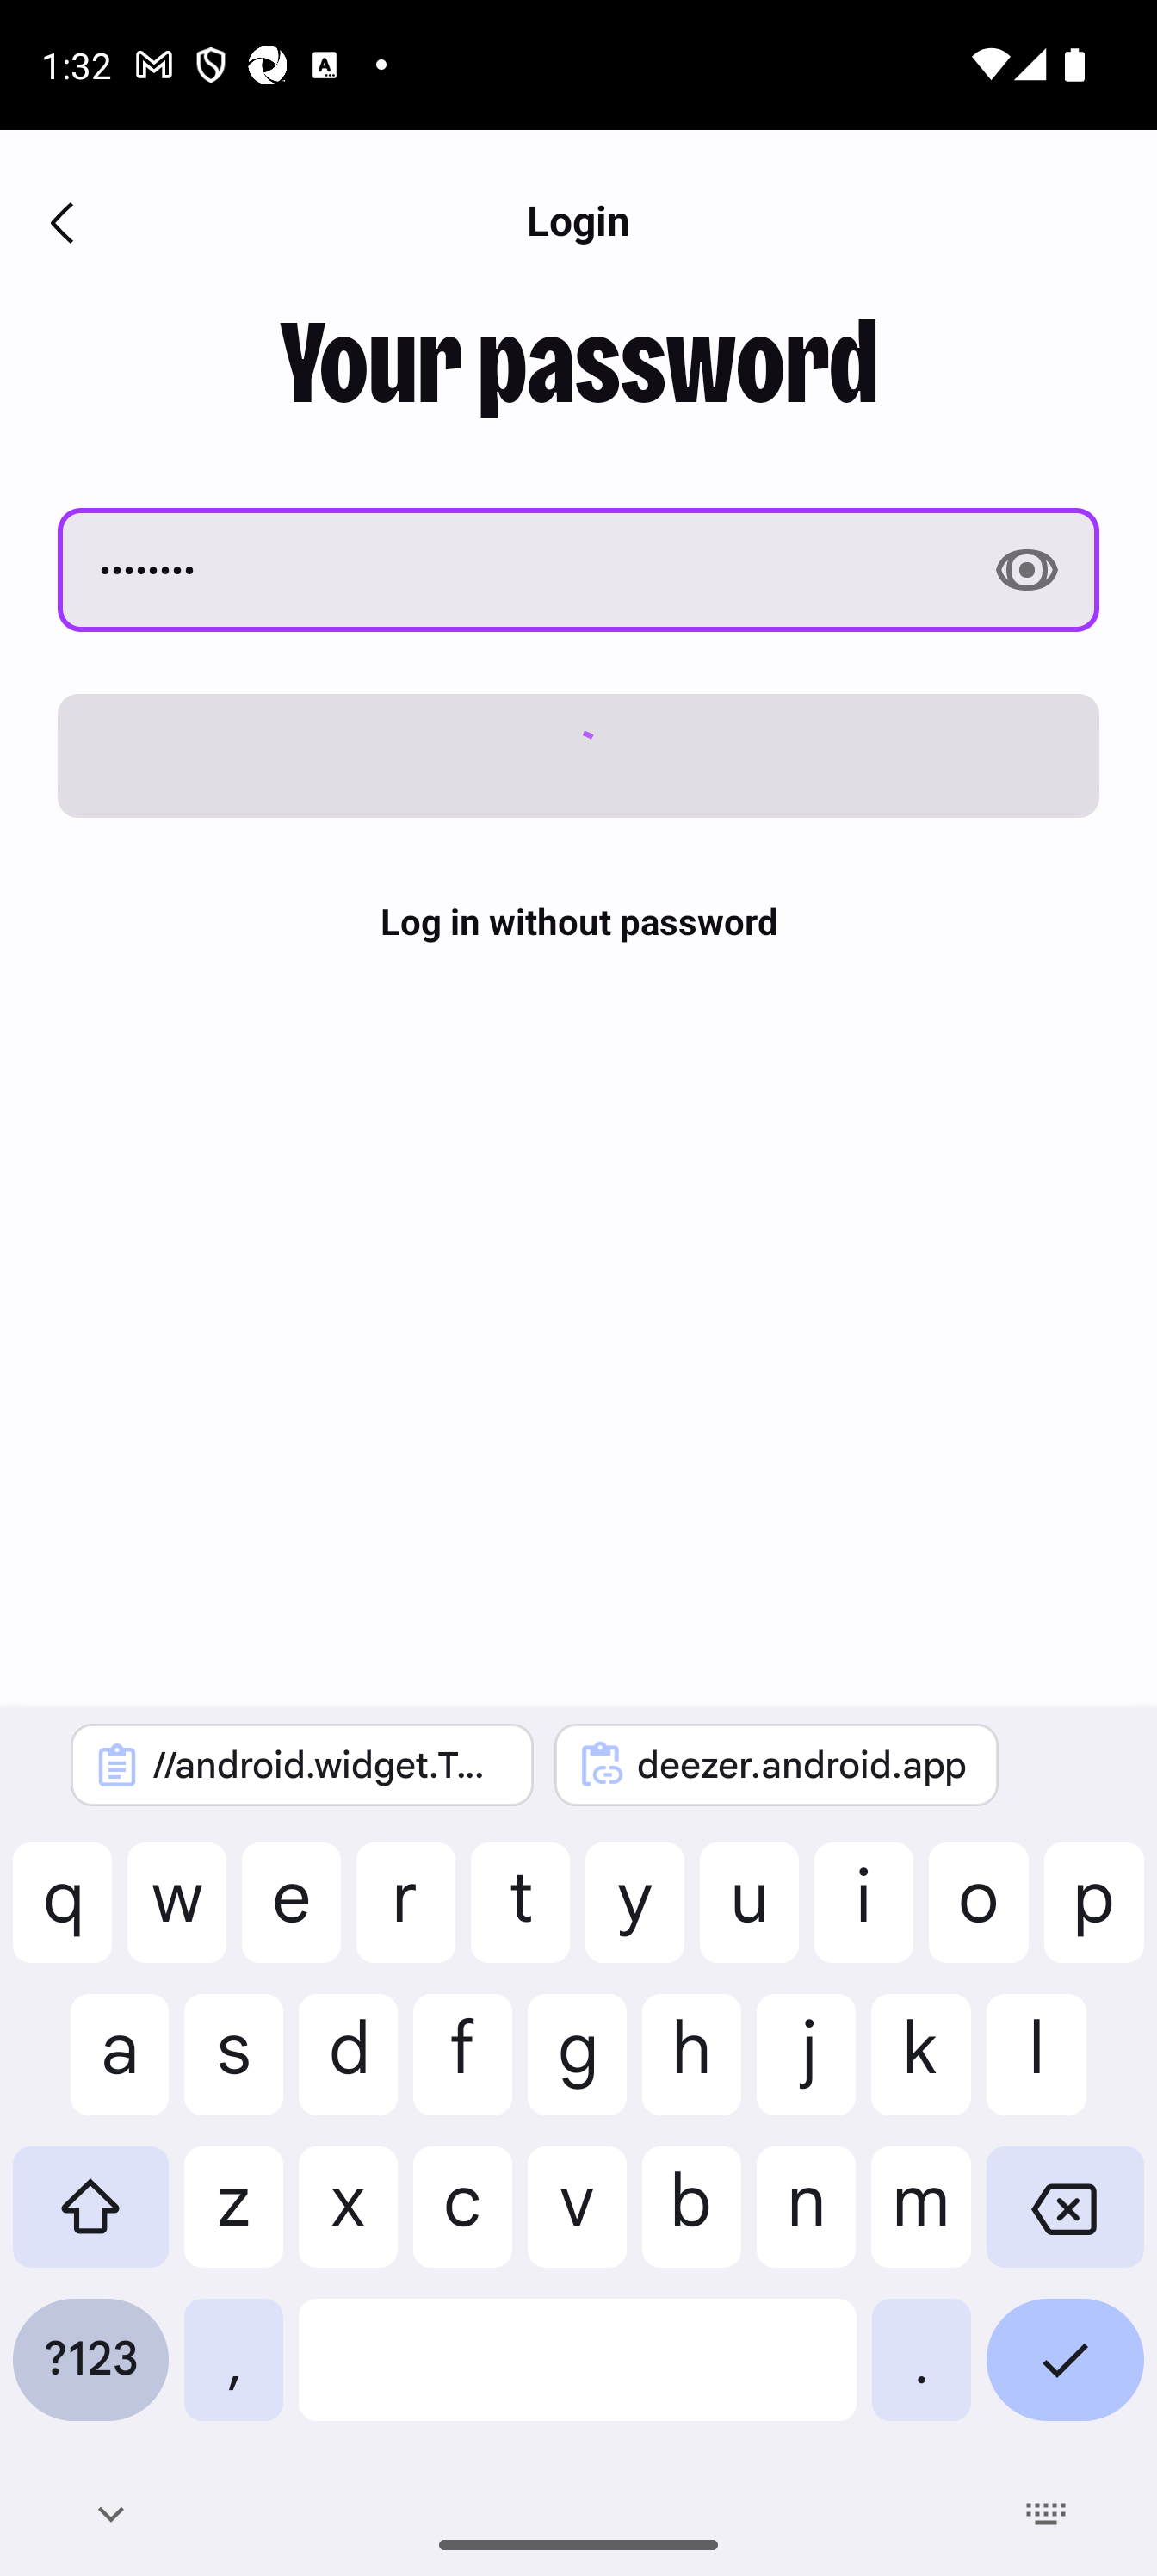 1:32
Login
Your password
••••••••
Log in without password
//android.widget.T...
deezer.android.app
q w e r t y u i o p
a s d f g h j k l
z x c v b n m
?123 , .